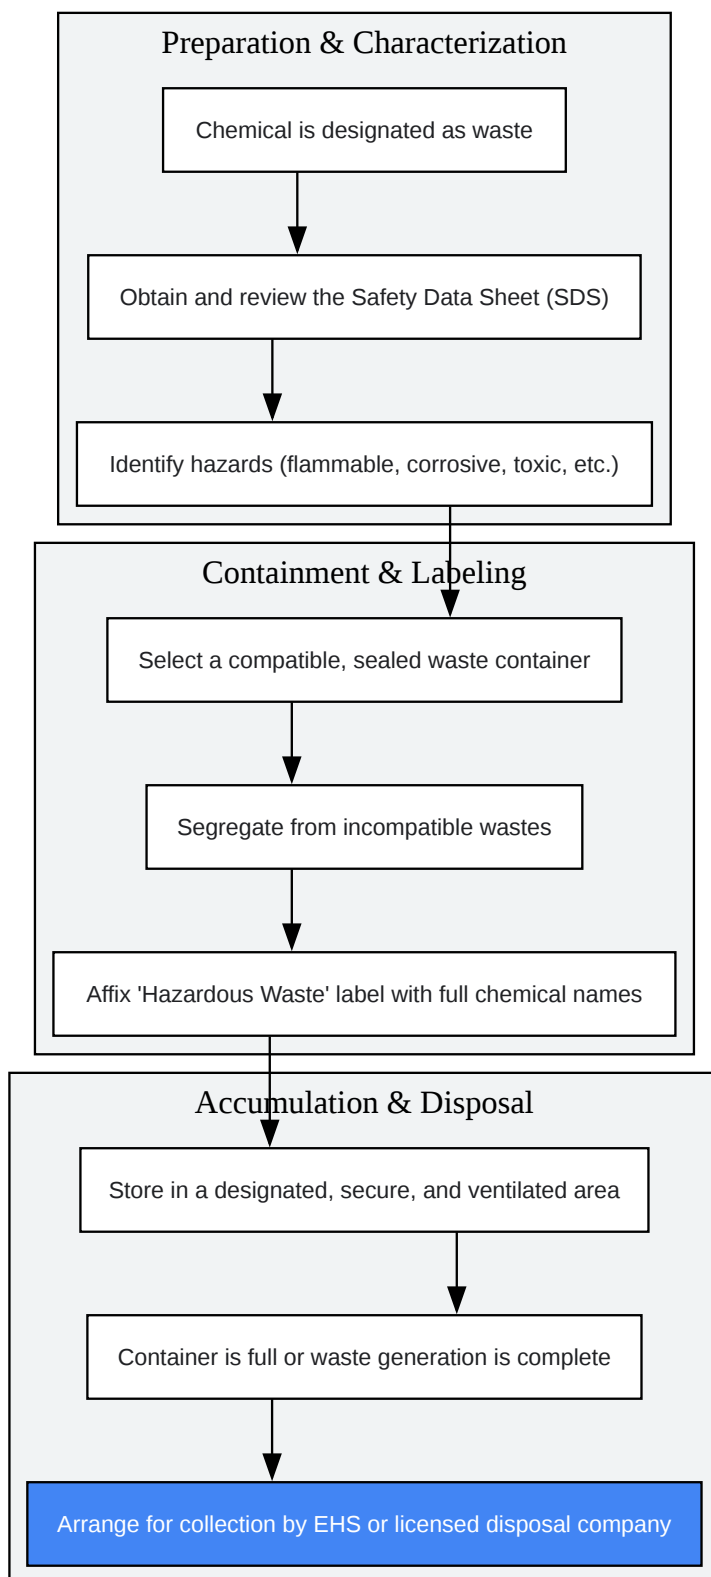 Preparation & Characterization
Chemical is designated as waste
Obtain and review the Safety Data Sheet (SDS)
Identify hazards (flammable, corrosive, toxic, etc.)
Containment & Labeling
Select a compatible, sealed waste container
Segregate from incompatible wastes
Affix 'Hazardous Waste' label with full chemical names
Accumulation & Disposal
Store in a designated, secure, and ventilated area
Container is full or waste generation is complete
Arrange for collection by EHS or licensed disposal company